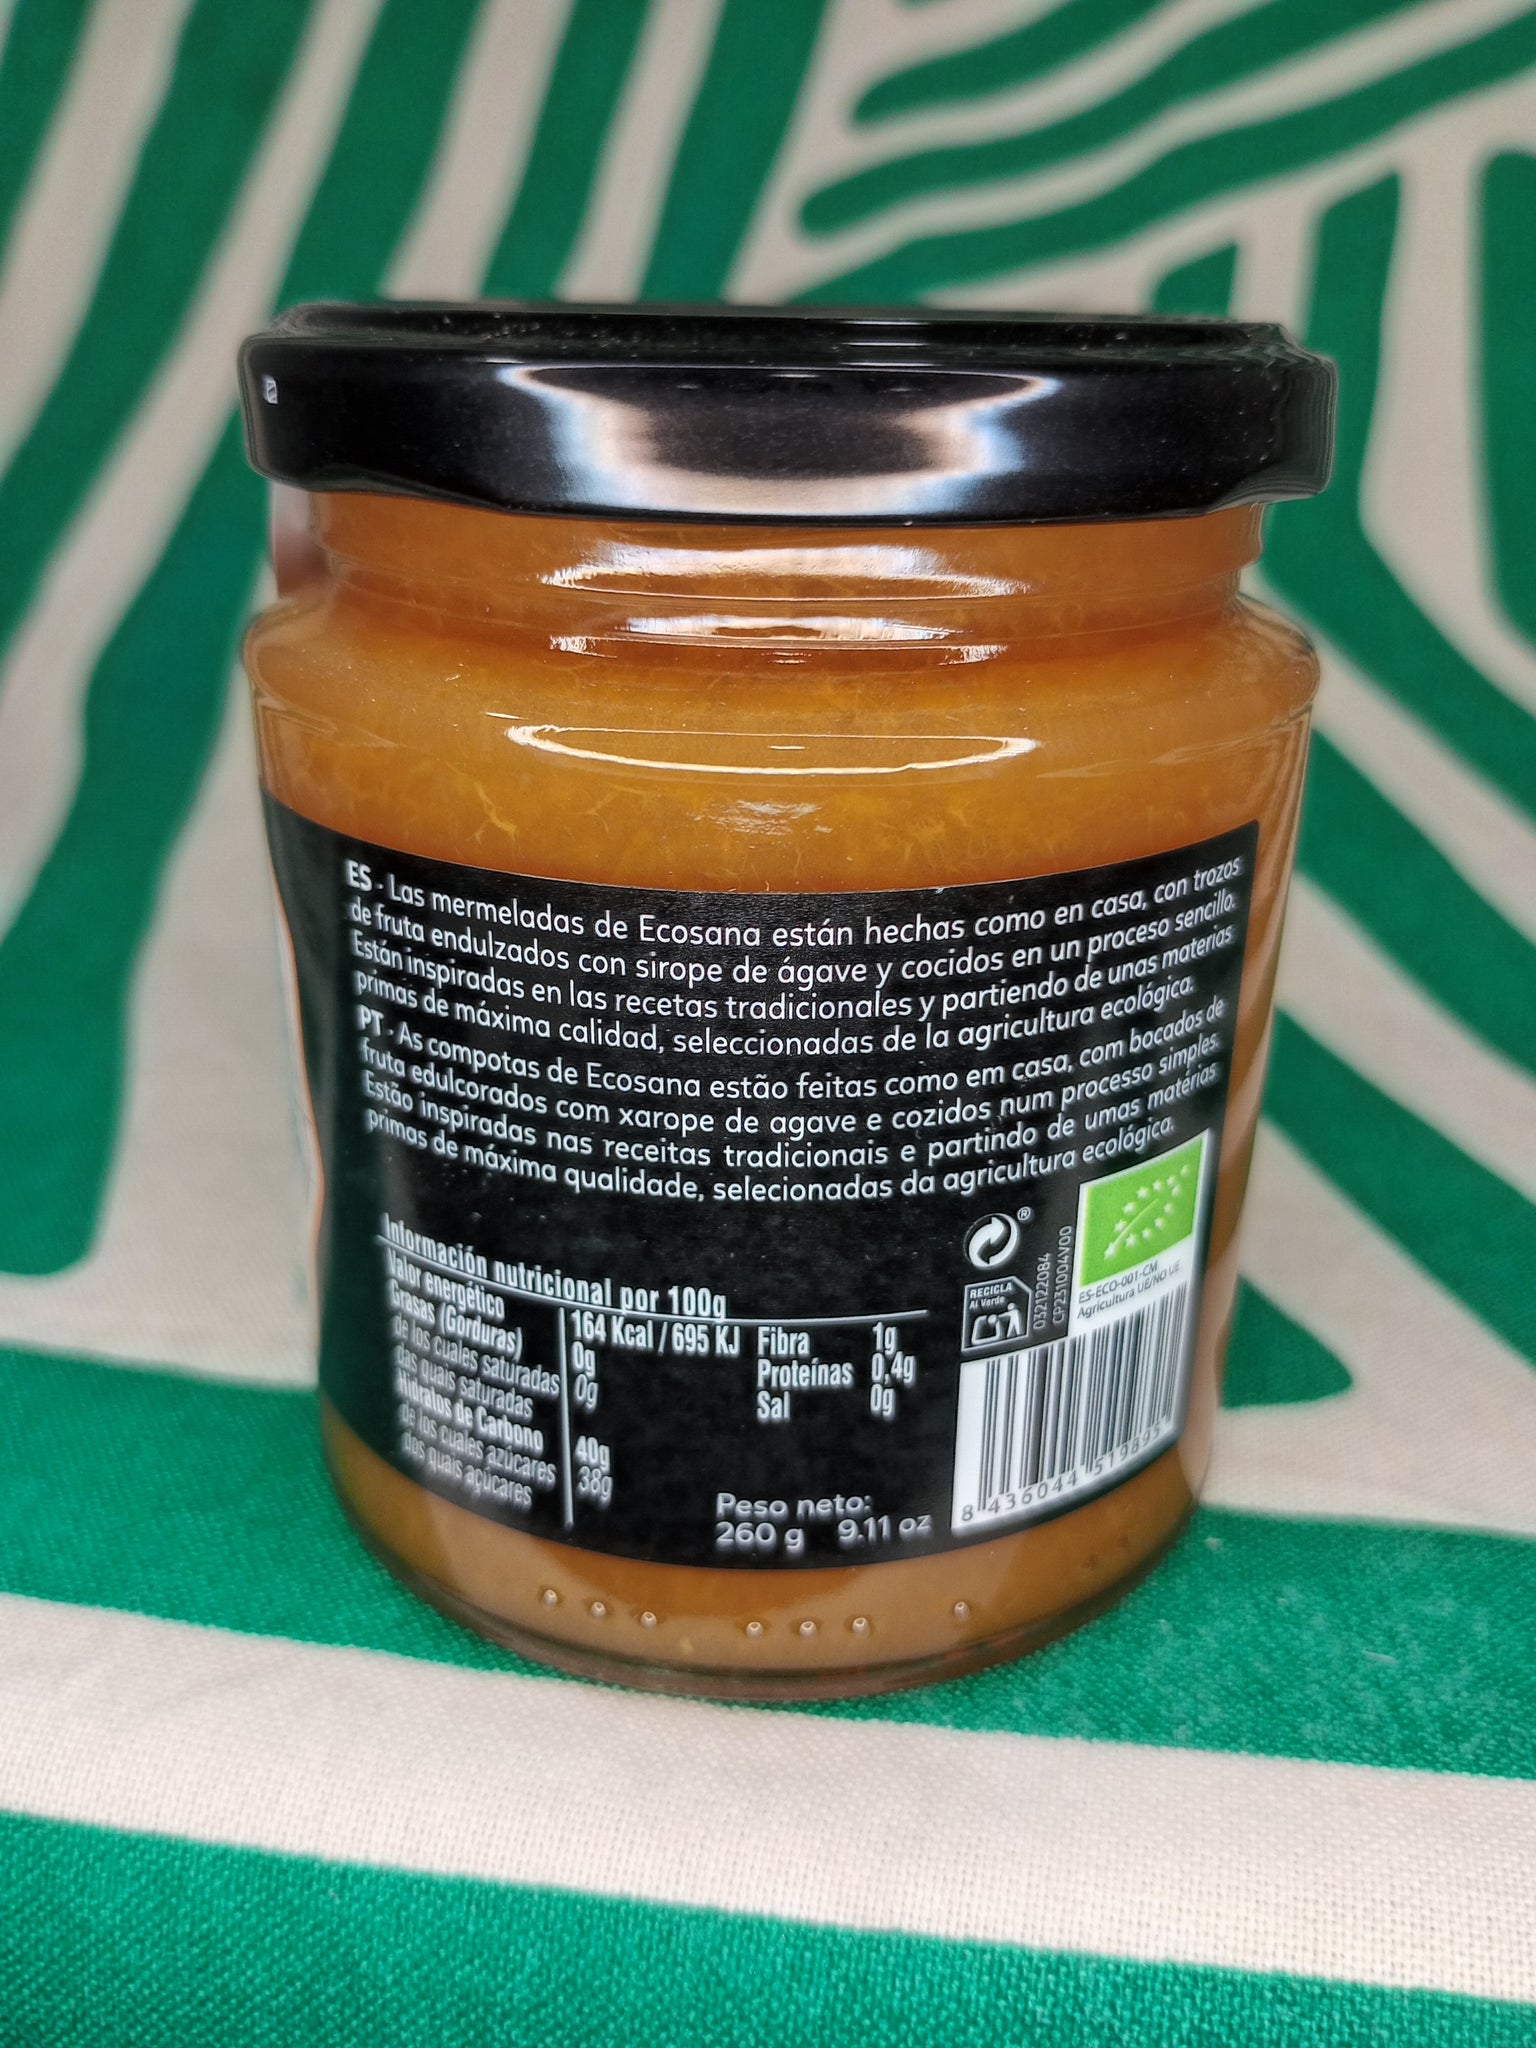 ES - Las mermeladas de Ecosana están hechas como en casa, con trozos
de fruta endulzados con sirope de ágave y cocidos en un proceso sencillo.
Están inspiradas en las recetas tradicionales y partiendo de unas materias
primas de máxima calidad, seleccionadas de la agricultura ecológica.
PT - As compotas de Ecosana estão feitas como em casa, com bocados de
fruta edulcorados com xarope de agave e cozidos num processo simples.
Estão inspiradas nas receitas tradicionais e partindo de umas matérias
primas de máxima qualidade, selecionadas da agricultura ecológica.
Información nutricional por 100g
Valor energético 164 Kcal / 695 KJ
Grasas (Gorduras) 0g
de los cuales saturadas 0g
das quais saturadas
hidratos de Carbono 40g
de los cuales azúcares 38g
dos quais açúcares
Fibra 1g
Proteínas 0,4g
Sal 0g
Peso neto:
260 g 9.11 oz
®
RECICLA
Al Verde
032122084
CP231004V00
ES-ECO-001-CM
Agricultura UE/NO UE
8 436044 519895